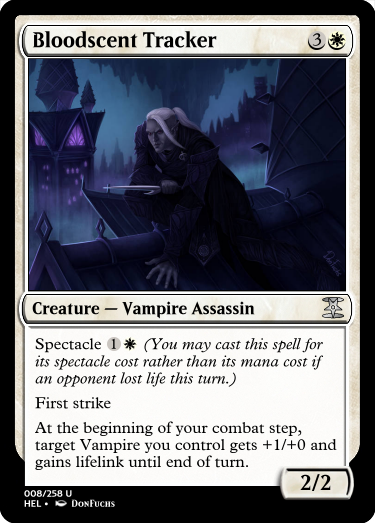 Bloodscent Tracker 3
Creature — Vampire Assassin
Spectacle 1 (You may cast this spell for
its spectacle cost rather than its mana cost if
an opponent lost life this turn.)
First strike
At the beginning of your combat step,
target Vampire you control gets +1/+0 and
gains lifelink until end of turn.
2/2
008/258 U
HEL • DonFuchs